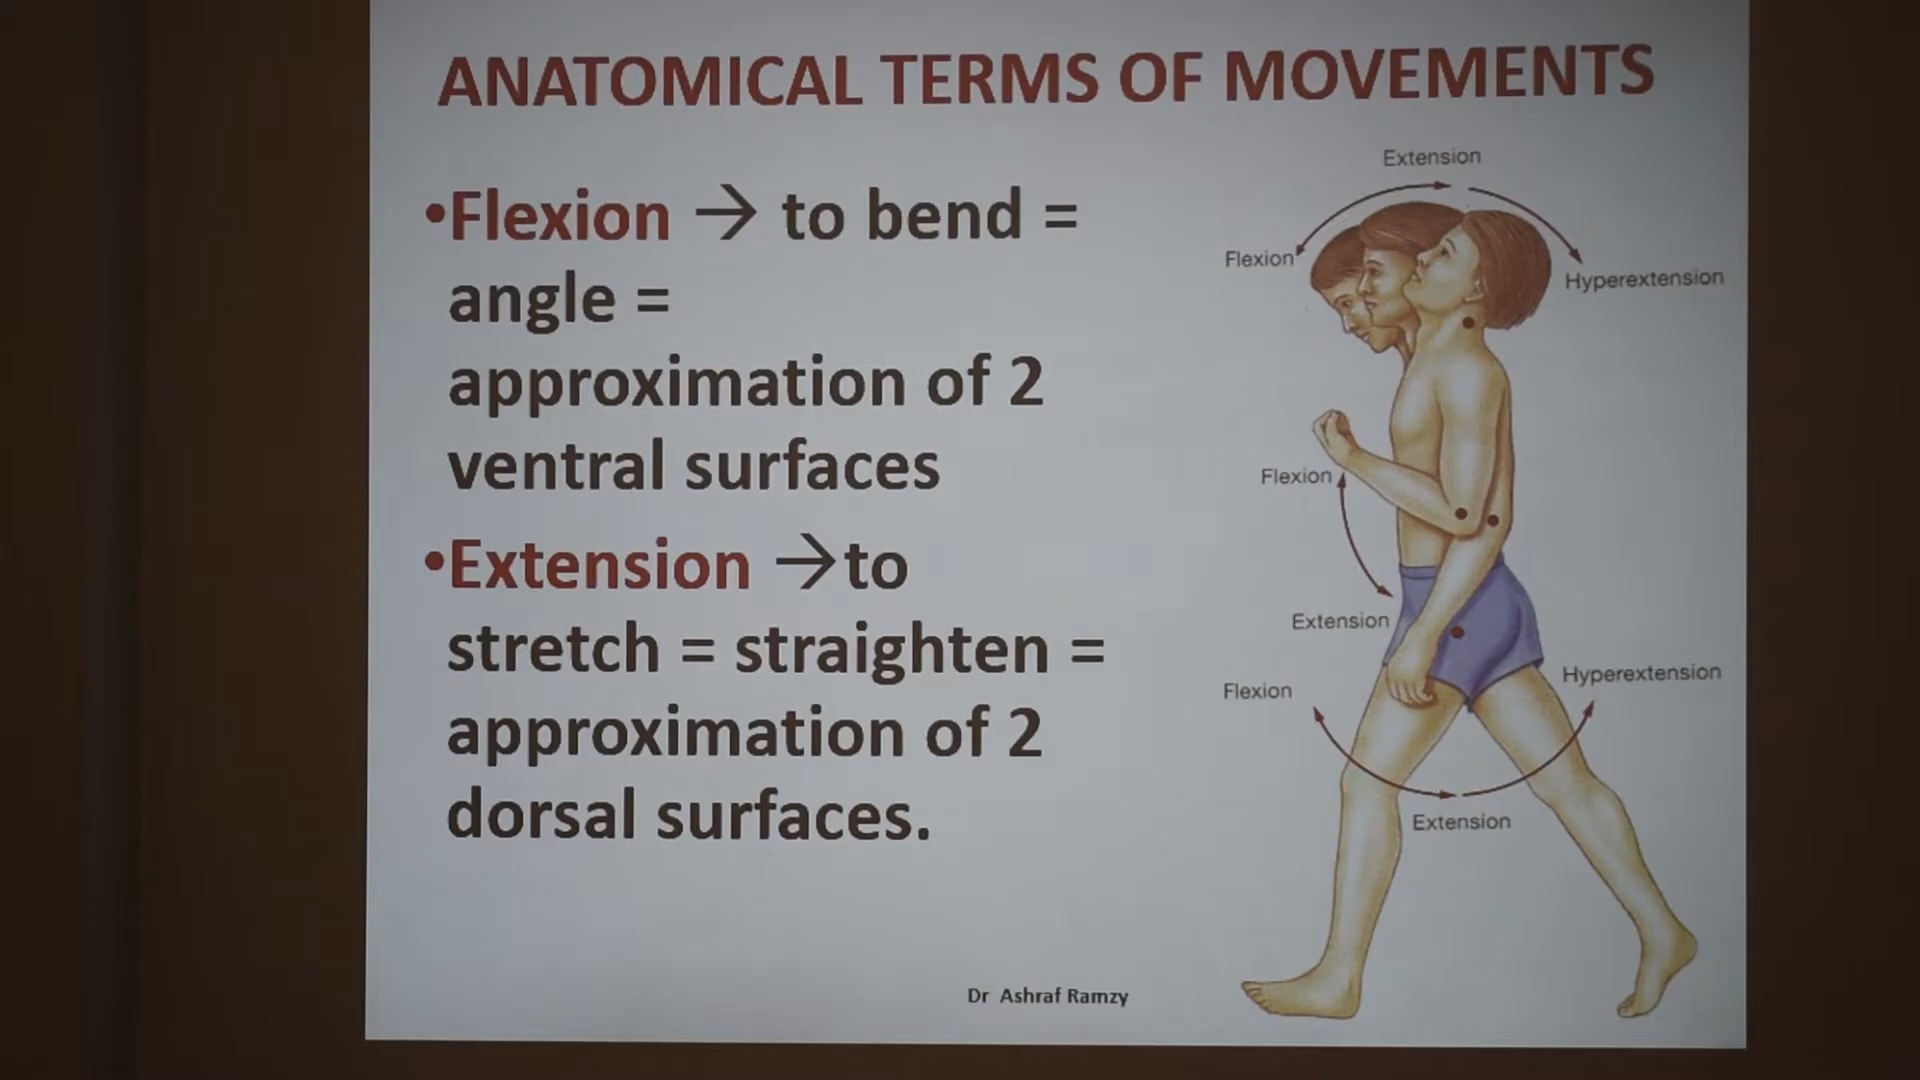 ANATOMICAL TERMS OF MOVEMENTS
•Flexion → to bend =
angle =
approximation of 2
ventral surfaces
•Extension →to
stretch = straighten =
approximation of 2
dorsal surfaces.
Extension
Flexion
Hyperextension
Flexion
Extension
Flexion
Hyperextension
Extension
Dr Ashraf Ramzy